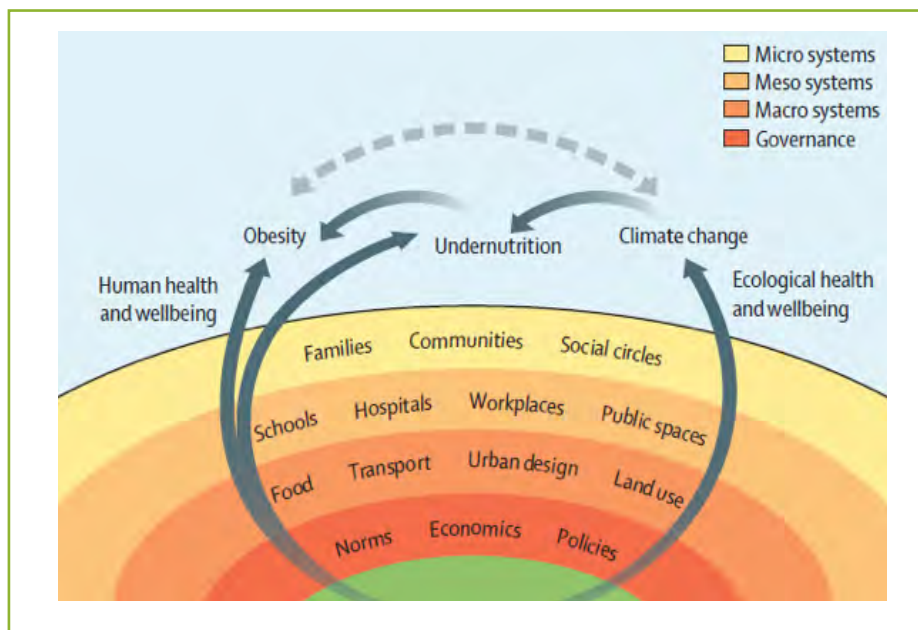 Micro systems
Meso systems
Macro systems
Governance
Obesity
Undernutrition
Climate change
Human health
and wellbeing
Ecological health
and wellbeing
Families Communities Social circles
Schools Hospitals Workplaces Public spaces
Food Transport Urban design Land use
Norms Economics Policies